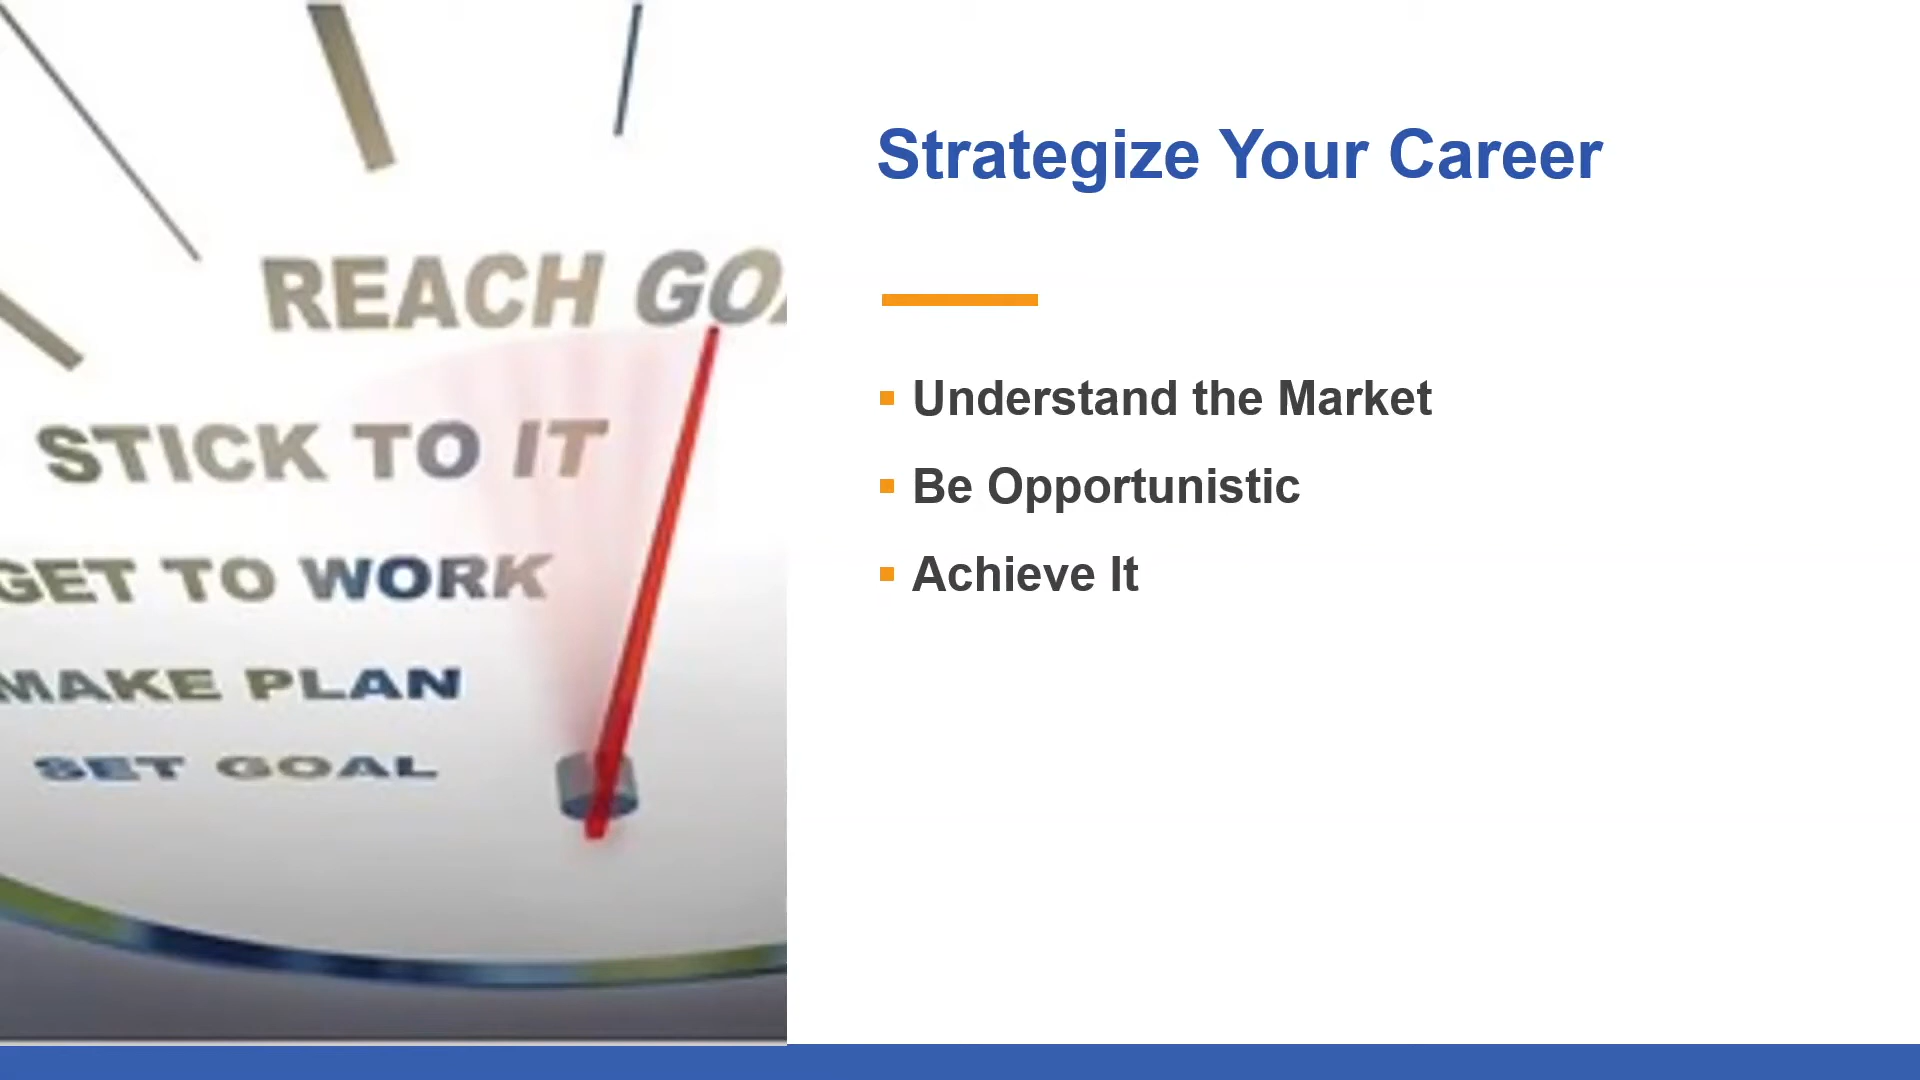 REACH GOA
STICK TO IT
GET TO WORK
MAKE PLAN
SET GOAL
Strategize Your Career
Understand the Market
Be Opportunistic
Achieve It